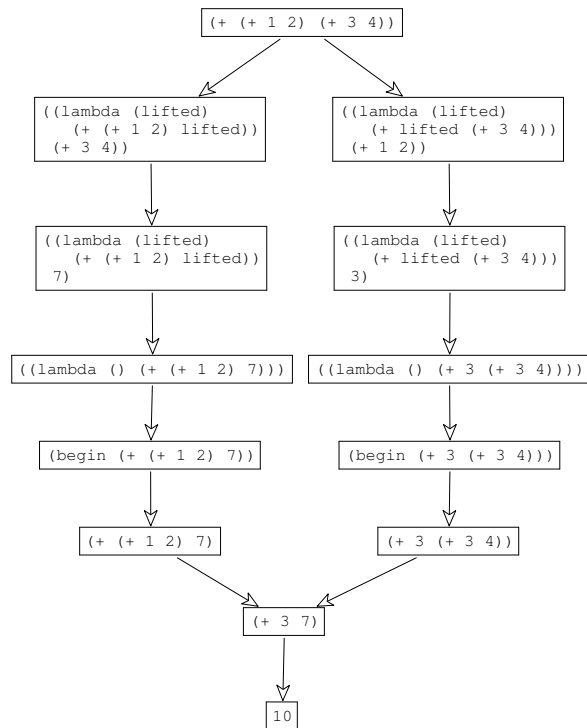 (+ (+ 1 2) (+ 3 4))
((lambda (lifted)
(+ (+ 1 2) lifted))
(+ 3 4))
((lambda (lifted)
(+ lifted (+ 3 4)))
(+ 1 2))
((lambda (lifted)
(+ (+ 1 2) lifted))
7)
((lambda (lifted)
(+ lifted (+ 3 4)))
3)
((lambda () (+ (+ 1 2) 7)))
((lambda () (+ 3 (+ 3 4))))
(begin (+ (+ 1 2) 7))
(begin (+ 3 (+ 3 4)))
(+ (+ 1 2) 7)
(+ 3 (+ 3 4))
(+ 3 7)
10